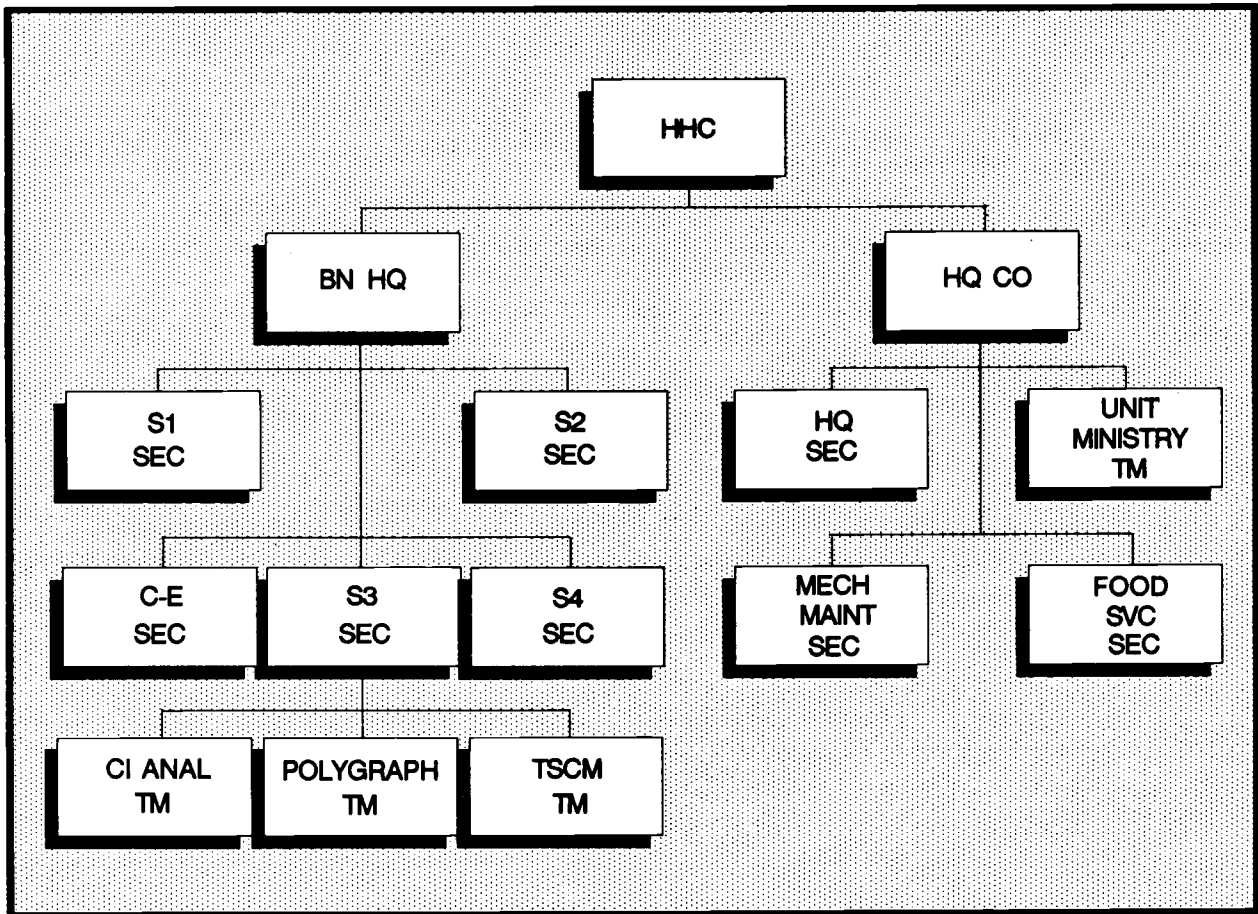 HHC
BN HQ
HQ CO
S1
SEC
S2
SEC
HQ
SEC
UNIT
MINISTRY
TM
C-E
SEC
S3
SEC
S4
SEC
MECH
MAINT
SEC
FOOD
SVC
SEC
CI ANAL
TM
POLYGRAPH
TM
TSCM
TM